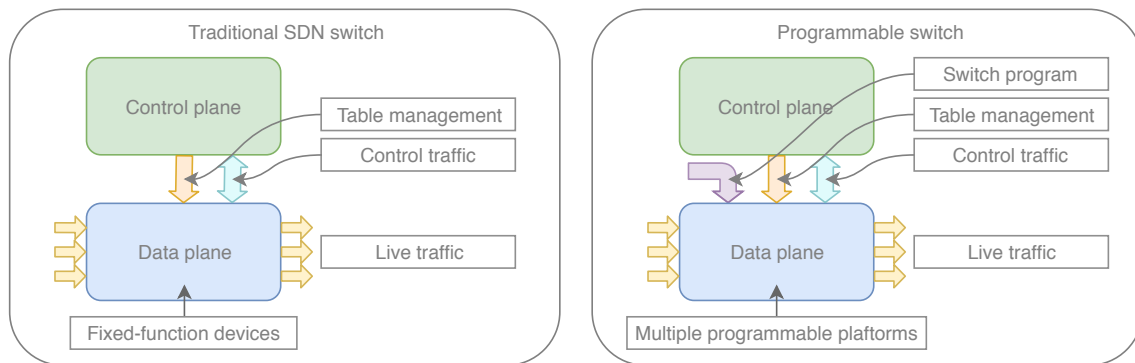 Traditional SDN switch
Control plane
Table management
Control traffic
Data plane
Live traffic
Fixed-function devices
Programmable switch
Switch program
Control plane
Table management
Control traffic
Data plane
Live traffic
Multiple programmable plaftorms